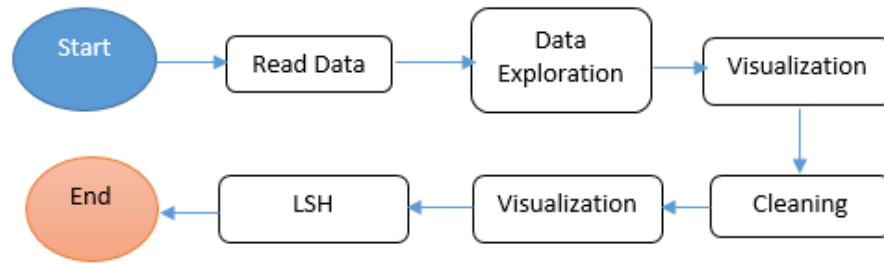 Start
Read Data
Data
Exploration
Visualization
Cleaning
Visualization
LSH
End